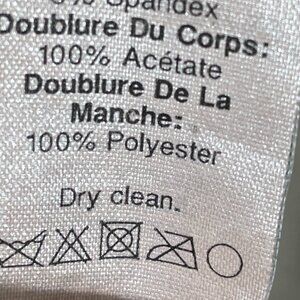 Spandex
Doublure Du Corps:
100% Acétate
Doublure De La
Manche:
100% Polyester
Dry clean.